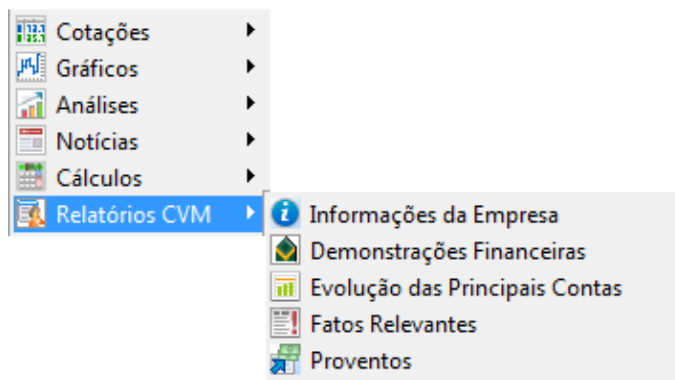 Cotações
Gráficos
Análises
Notícias
Cálculos
Relatórios CVM
Informações da Empresa
Demonstrações Financeiras
Evolução das Principais Contas
Fatos Relevantes
Proventos